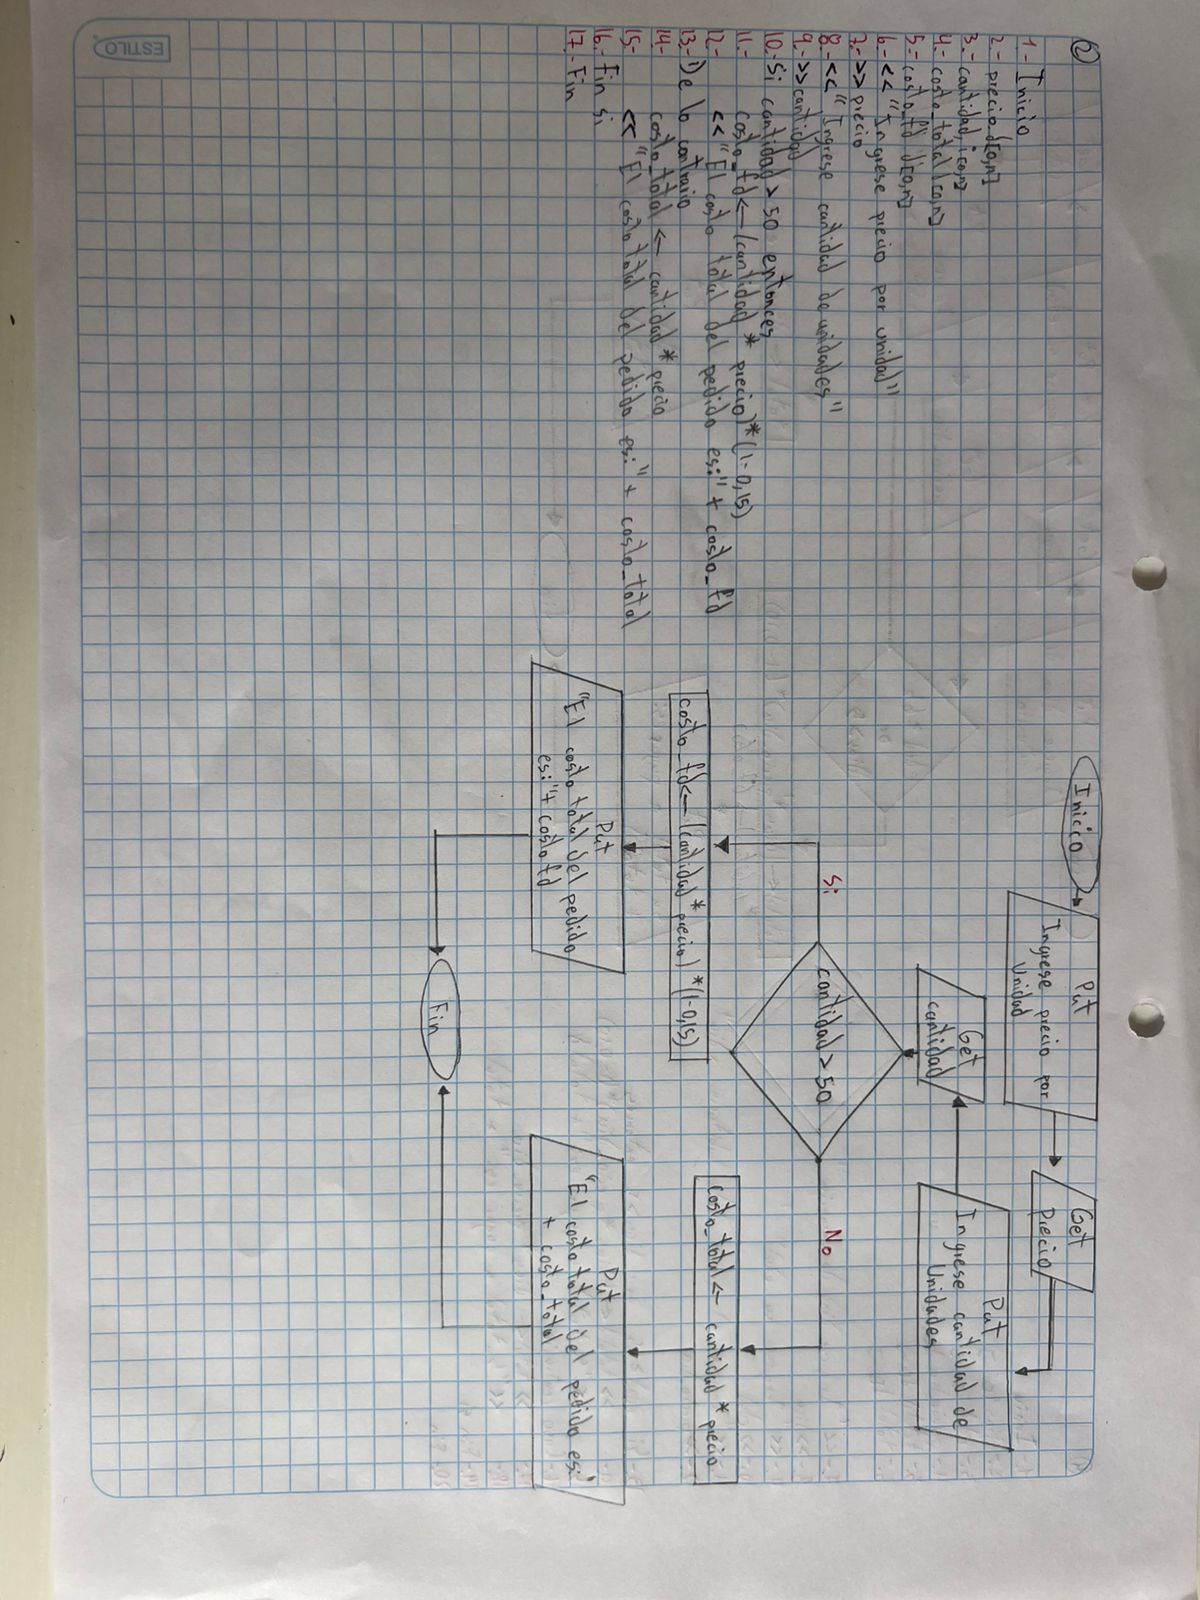 ②
1.- Inicio
2.- precio d[0,n]
3.- cantidad, i[0,n]
4.- costo_total d[0,n]
5.- costo_fd d[0,n]
6.- << "Ingrese precio por unidad"
7.- >> precio
8.- << "Ingrese cantidad de unidades"
9.- >> cantidad
10.- Si cantidad > 50 entonces
11.- costo_fd ← (cantidad * precio) * (1-0,15)
12.- << "El costo total del pedido es:" + costo_fd
13.- De lo contrario
14.- costo_total ← cantidad * precio
15.- << "El costo total del pedido es:" + costo_total
16.- Fin si
17.- Fin
Inicio
Put
Ingrese precio por
Unidad
Get
Precio
Put
Ingrese cantidad de
Unidades
Get
cantidad
cantidad > 50
Si
No
costo_fd ← (cantidad * precio) * (1-0,15)
costo_total ← cantidad * precio
Put
"El costo total del pedido
es:" + costo fd
Put
"El costo total del pedido es:"
+ costo_total
Fin
ESTILO